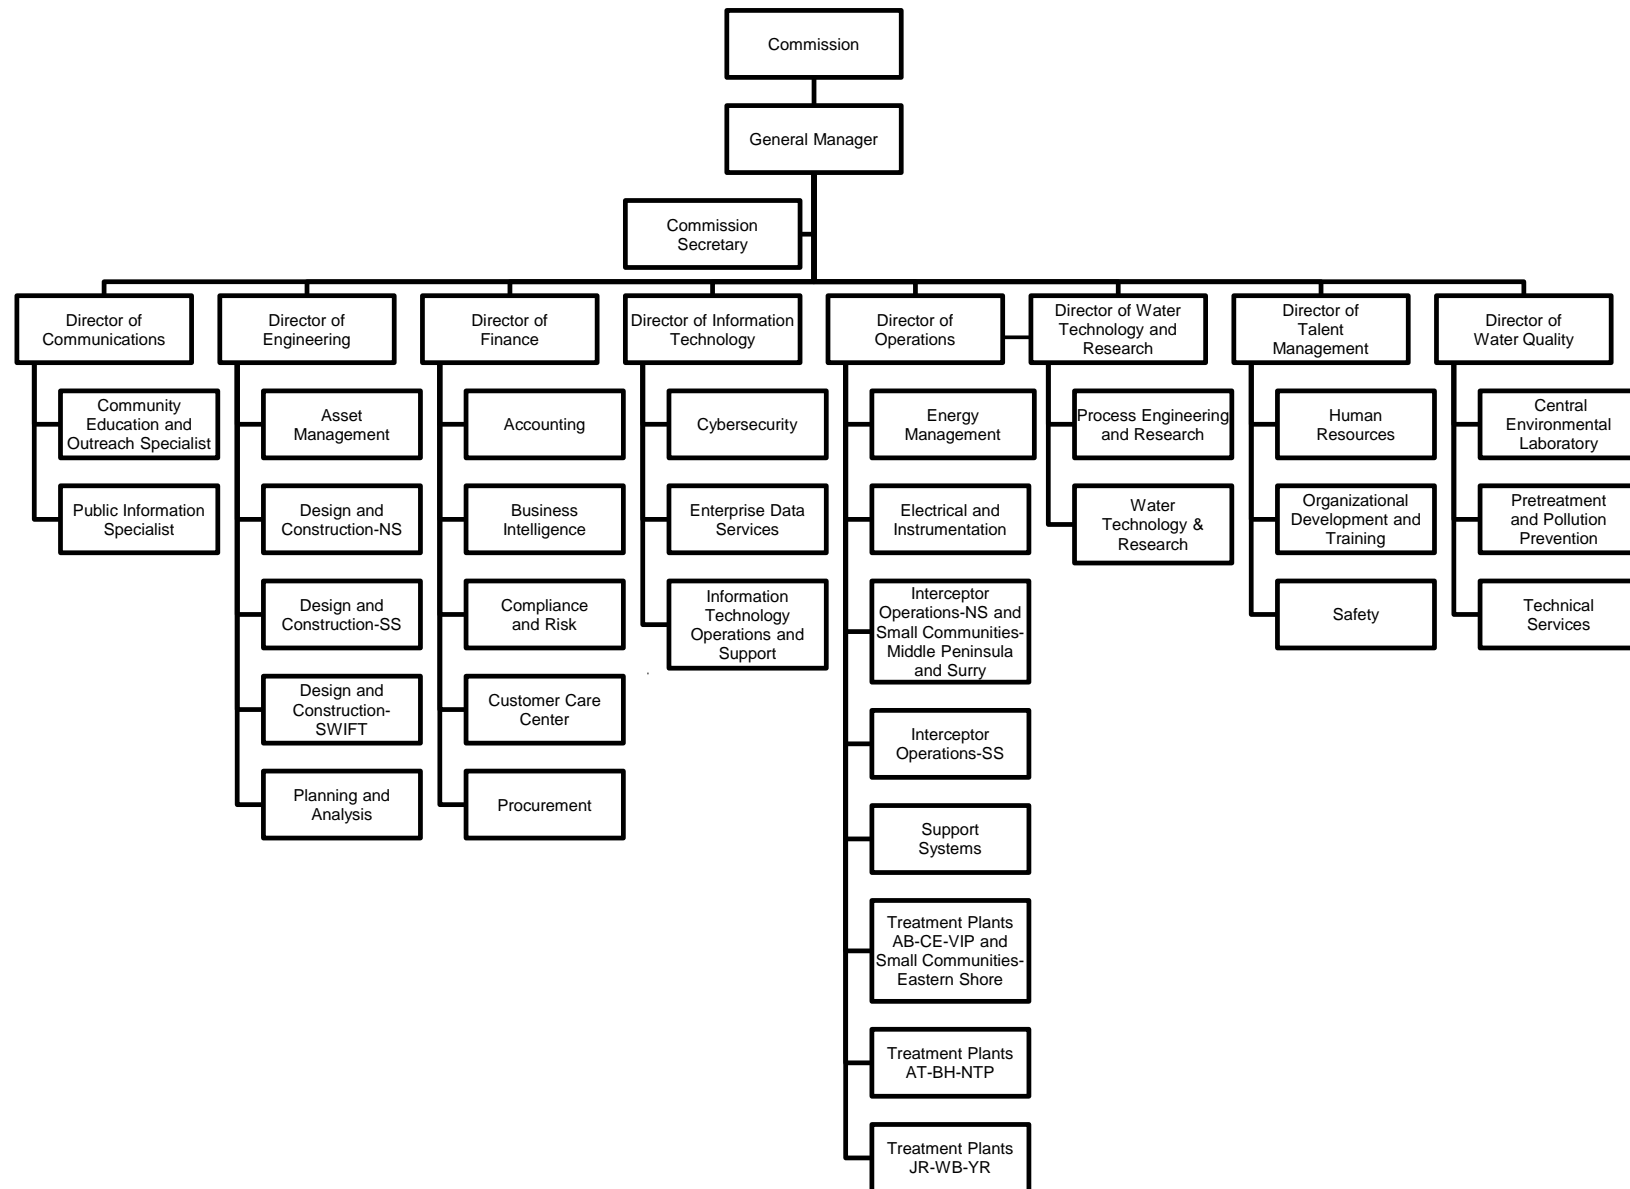 Commission
General Manager
Commission
Secretary
Director of
Communications
Community
Education and
Outreach Specialist
Public Information
Specialist
Director of
Engineering
Asset
Management
Design and
Construction-NS
Design and
Construction-SS
Design and
Construction-
SWIFT
Planning and
Analysis
Director of
Finance
Accounting
Business
Intelligence
Compliance
and Risk
Customer Care
Center
Procurement
Director of Information
Technology
Cybersecurity
Enterprise Data
Services
Information
Technology
Operations and
Support
Director of
Operations
Energy
Management
Electrical and
Instrumentation
Interceptor
Operations-NS and
Small Communities-
Middle Peninsula
and Surry
Interceptor
Operations-SS
Support
Systems
Treatment Plants
AB-CE-VIP and
Small Communities-
Eastern Shore
Treatment Plants
AT-BH-NTP
Treatment Plants
JR-WB-YR
Director of Water
Technology and
Research
Process Engineering
and Research
Water
Technology &
Research
Director of
Talent
Management
Human
Resources
Organizational
Development and
Training
Safety
Director of
Water Quality
Central
Environmental
Laboratory
Pretreatment
and Pollution
Prevention
Technical
Services